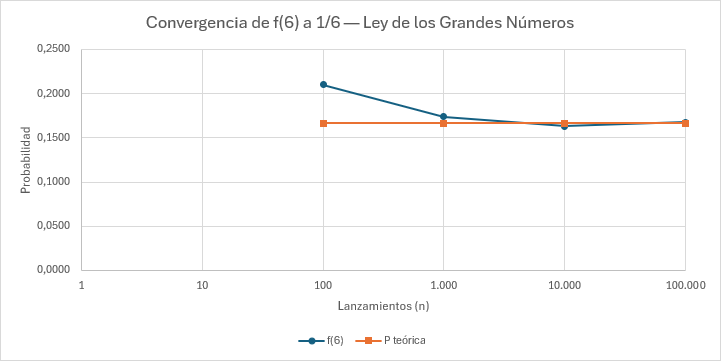 Convergencia de f(6) a 1/6 — Ley de los Grandes Números
0,2500
0,2000
0,1500
0,1000
0,0500
0,0000
Probabilidad
1 10 100 1.000 10.000 100.000
Lanzamientos (n)
f(6) P teórica